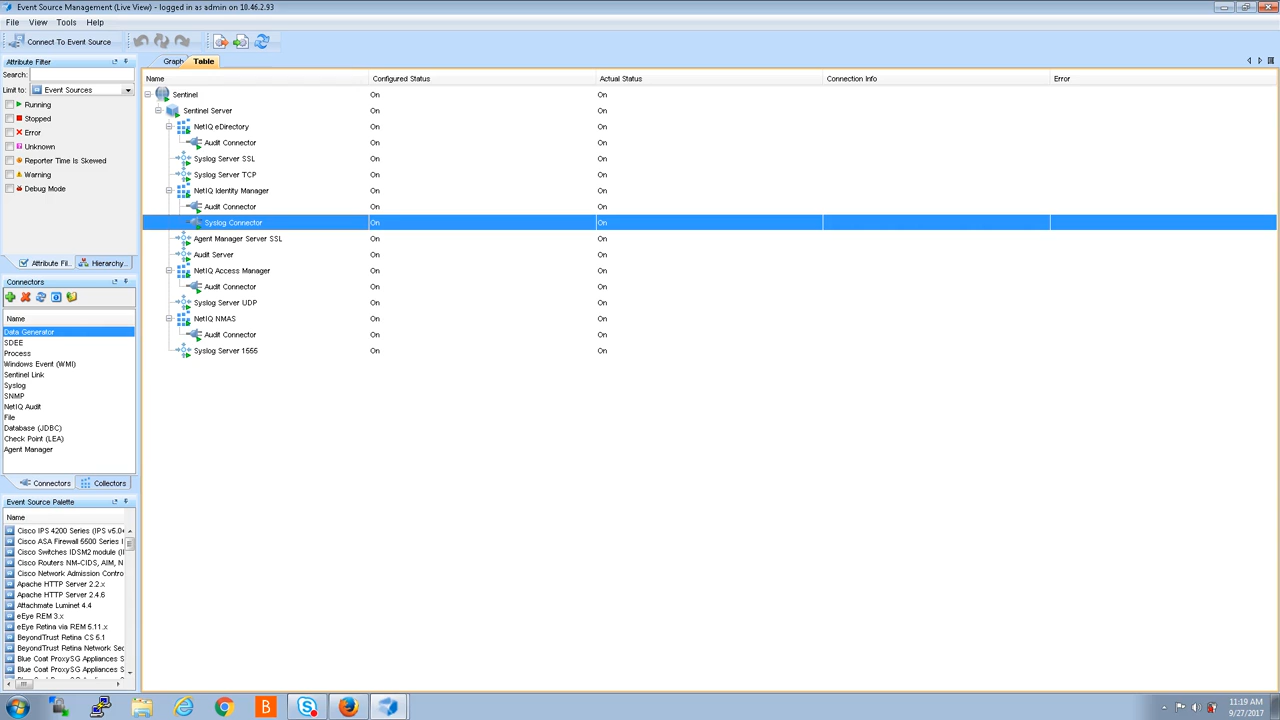 Event Source Management (Live View) - logged in as admin on 10.46.2.93
File View Tools Help
Connect To Event Source
Attribute Filter
Search:
Limit to: Event Sources
Running
Stopped
Error
Unknown
Reporter Time Is Skewed
Warning
Debug Mode
Attribute Fil... Hierarchy...
Connectors
Name
Data Generator
SDEE
Process
Windows Event (WMI)
Sentinel Link
Syslog
SNMP
NetIQ Audit
File
Database (JDBC)
Check Point (LEA)
Agent Manager
Connectors Collectors
Event Source Palette
Name
Cisco IPS 4200 Series (IPS v5.0+
Cisco ASA Firewall 5500 Series I
Cisco Switches IDSM2 module (II
Cisco Routers NM-CIDS, AIM, N
Cisco Network Admission Contro
Apache HTTP Server 2.2.x
Apache HTTP Server 2.4.6
Attachmate Luminet 4.4
eEye REM 3.x
eEye Retina via REM 5.11.x
BeyondTrust Retina CS 5.1
BeyondTrust Retina Network Sec
Blue Coat ProxySG Appliances S
Blue Coat ProxySG Appliances S
Graph Table
Name Configured Status Actual Status Connection Info Error
Sentinel On On
Sentinel Server On On
NetIQ eDirectory On On
Audit Connector On On
Syslog Server SSL On On
Syslog Server TCP On On
NetIQ Identity Manager On On
Audit Connector On On
Syslog Connector On On
Agent Manager Server SSL On On
Audit Server On On
NetIQ Access Manager On On
Audit Connector On On
Syslog Server UDP On On
NetIQ NMAS On On
Audit Connector On On
Syslog Server 1555 On On
B
11:19 AM
9/27/2017